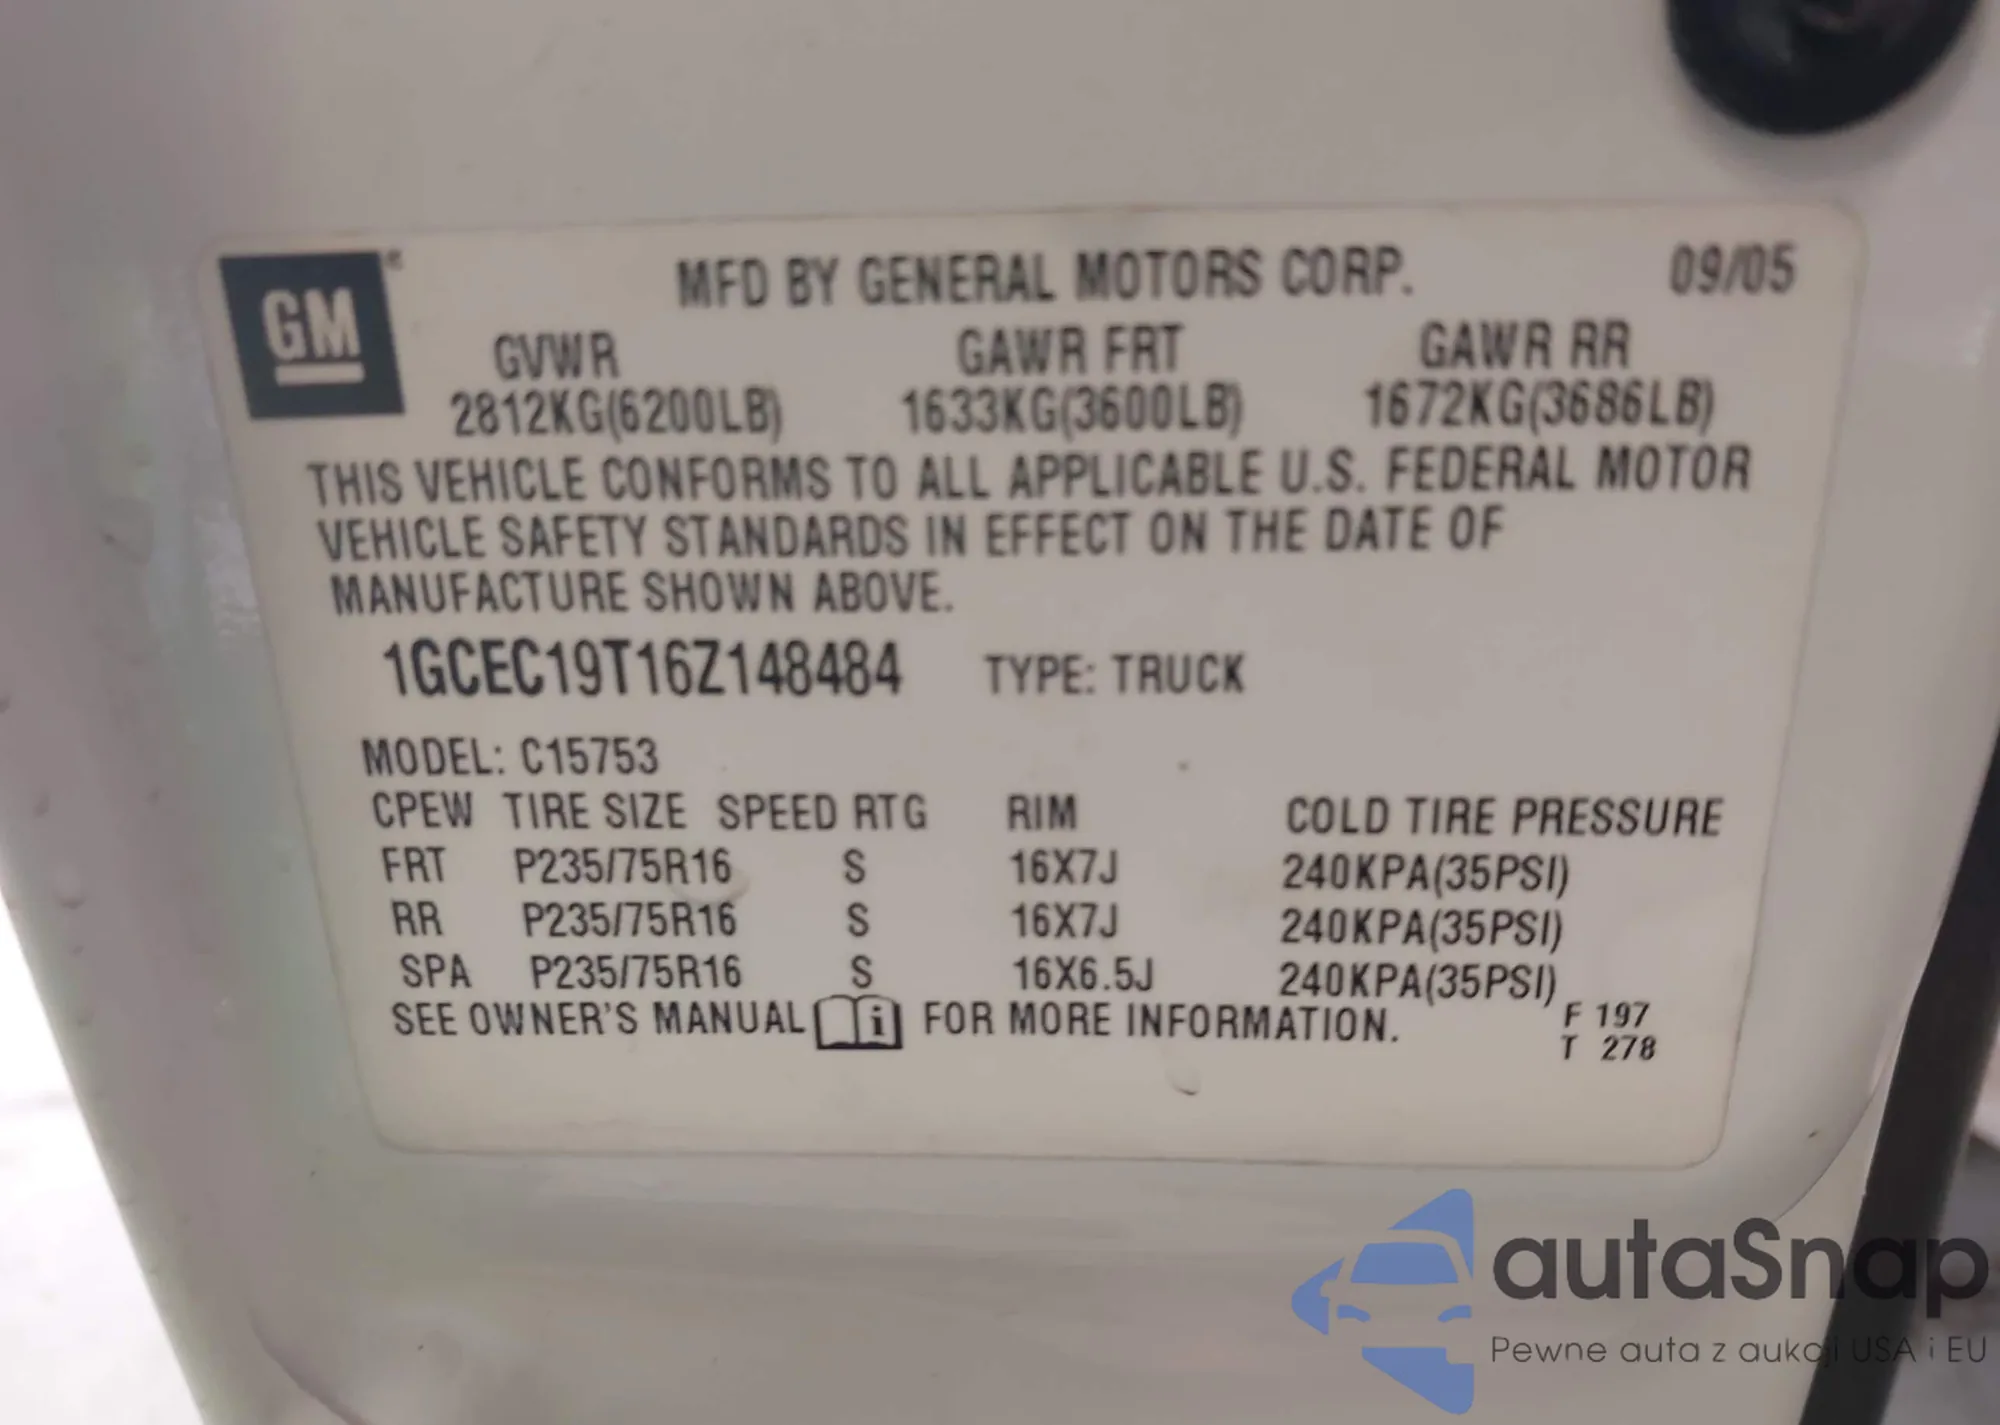 GM®
MFD BY GENERAL MOTORS CORP. 09/05
GVWR GAWR FRT GAWR RR
2812KG(6200LB) 1633KG(3600LB) 1672KG(3686LB)
THIS VEHICLE CONFORMS TO ALL APPLICABLE U.S. FEDERAL MOTOR
VEHICLE SAFETY STANDARDS IN EFFECT ON THE DATE OF
MANUFACTURE SHOWN ABOVE.
1GCEC19T16Z148484 TYPE: TRUCK
MODEL: C15753
CPEW TIRE SIZE SPEED RTG RIM COLD TIRE PRESSURE
FRT P235/75R16 S 16X7J 240KPA(35PSI)
RR P235/75R16 S 16X7J 240KPA(35PSI)
SPA P235/75R16 S 16X6.5J 240KPA(35PSI)
SEE OWNER'S MANUAL i FOR MORE INFORMATION.
F 197
T 278
autaSnap
Pewne auta z aukcji USA i EU